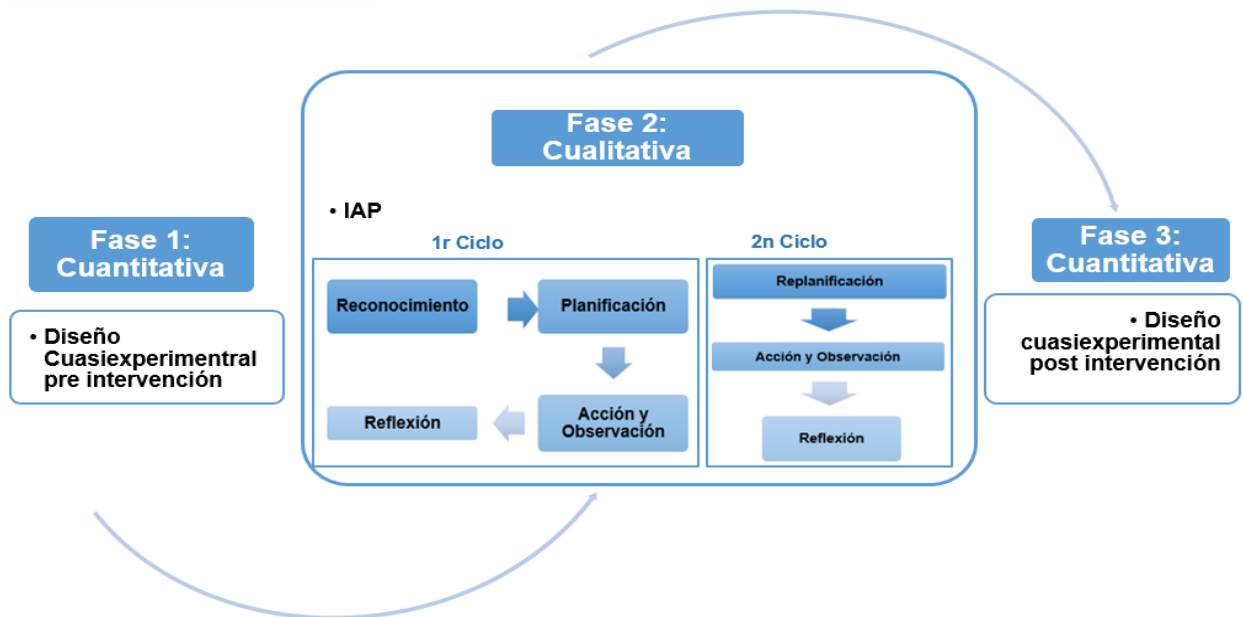 Fase 1:
Cuantitativa
• Diseño
Cuasiexperimentral
pre intervención
Fase 2:
Cualitativa
• IAP
1r Ciclo
Reconocimiento
Planificación
Acción y
Observación
Reflexión
2n Ciclo
Replanificación
Acción y Observación
Reflexión
Fase 3:
Cuantitativa
• Diseño
cuasiexperimental
post intervención